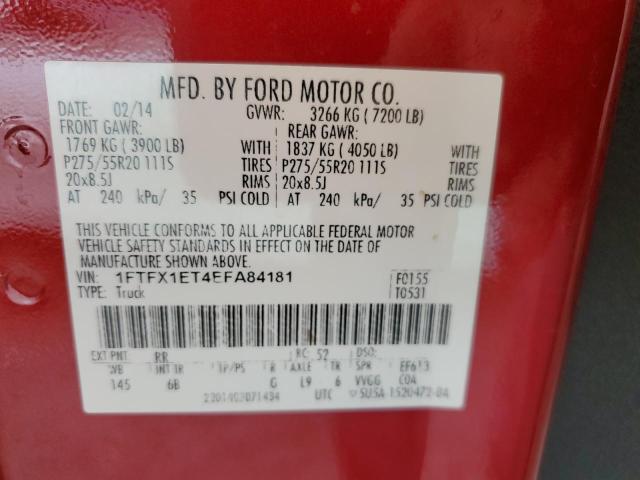 MFD. BY FORD MOTOR CO.
DATE: 02/14 GVWR: 3266 KG ( 7200 LB)
FRONT GAWR: REAR GAWR:
1769 KG ( 3900 LB) WITH 1837 KG ( 4050 LB) WITH
P275/55R20 111S TIRES P275/55R20 111S TIRES
20x8.5J RIMS 20x8.5J RIMS
AT 240 kPa/ 35 PSI COLD AT 240 kPa/ 35 PSI COLD
THIS VEHICLE CONFORMS TO ALL APPLICABLE FEDERAL MOTOR
VEHICLE SAFETY STANDARDS IN EFFECT ON THE DATE OF
MANUFACTURE SHOWN ABOVE.
VIN: 1FTFX1ET4EFA84181 F0155
TYPE: Truck T0531
EXT PNT: RR RC: 52 DSO:
WB INT TR TP/PS R AXLE TR SPR EF613
145 6B G L9 6 VVGG COA
UTC